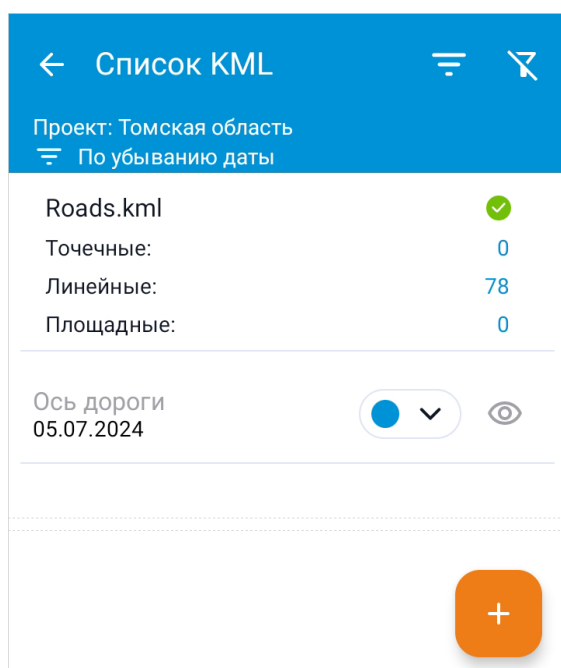 Список KML
Проект: Томская область
По убыванию даты
Roads.kml
Точечные: 0
Линейные: 78
Площадные: 0
Ось дороги
05.07.2024